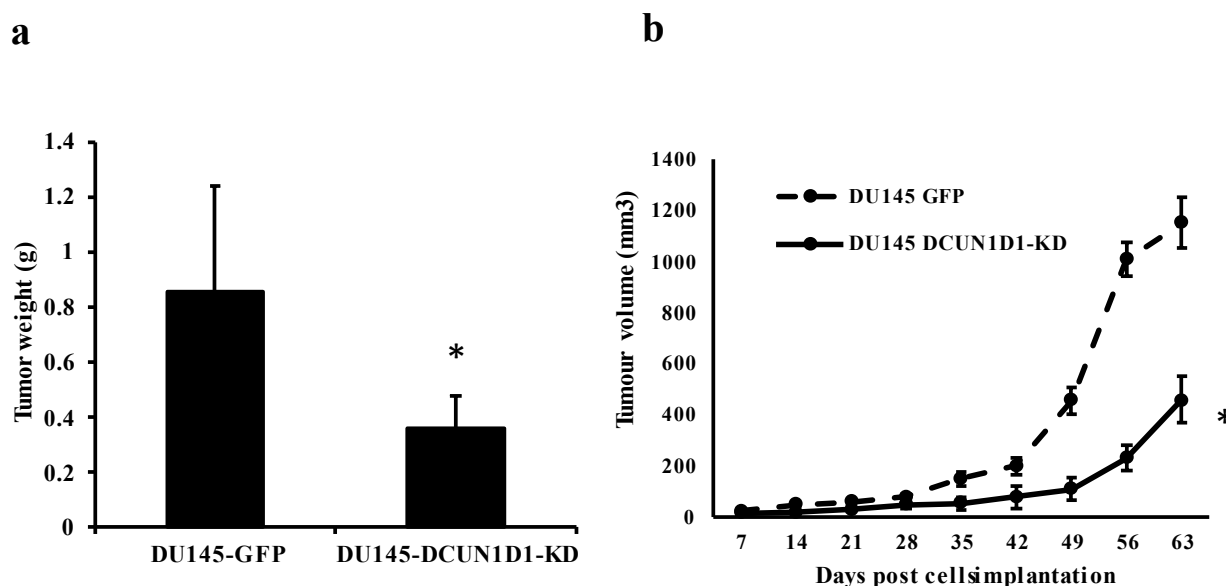 a
Tumor weight (g)
1.4
1.2
1
0.8
0.6
0.4
0.2
0
*
DU145-GFP DU145-DCUN1D1-KD
b
Tumour volume (mm3)
1400
1200
1000
800
600
400
200
0
DU145 GFP
DU145 DCUN1D1-KD
*
7 14 21 28 35 42 49 56 63
Days post cells implantation